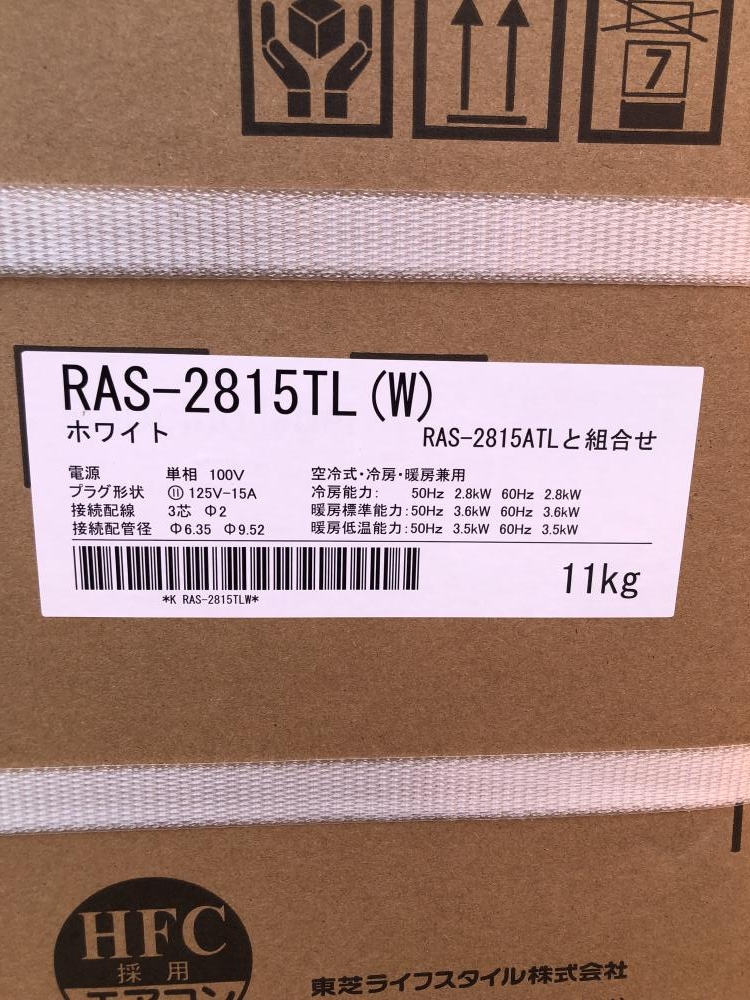 7
RAS-2815TL(W)
ホワイト
RAS-2815ATLと組合せ
電源 単相 100V
プラグ形状 125V-15A
接続配線 3芯 Φ2
接続配管径 Φ6.35 Φ9.52
空冷式・冷房・暖房兼用
冷房能力: 50Hz 2.8kW 60Hz 2.8kW
暖房標準能力:50Hz 3.6kW 60Hz 3.6kW
暖房低温能力:50Hz 3.5kW 60Hz 3.5kW
*K RAS-2815TLW*
11kg
HFC
採用
エアコン
東芝ライフスタイル株式会社